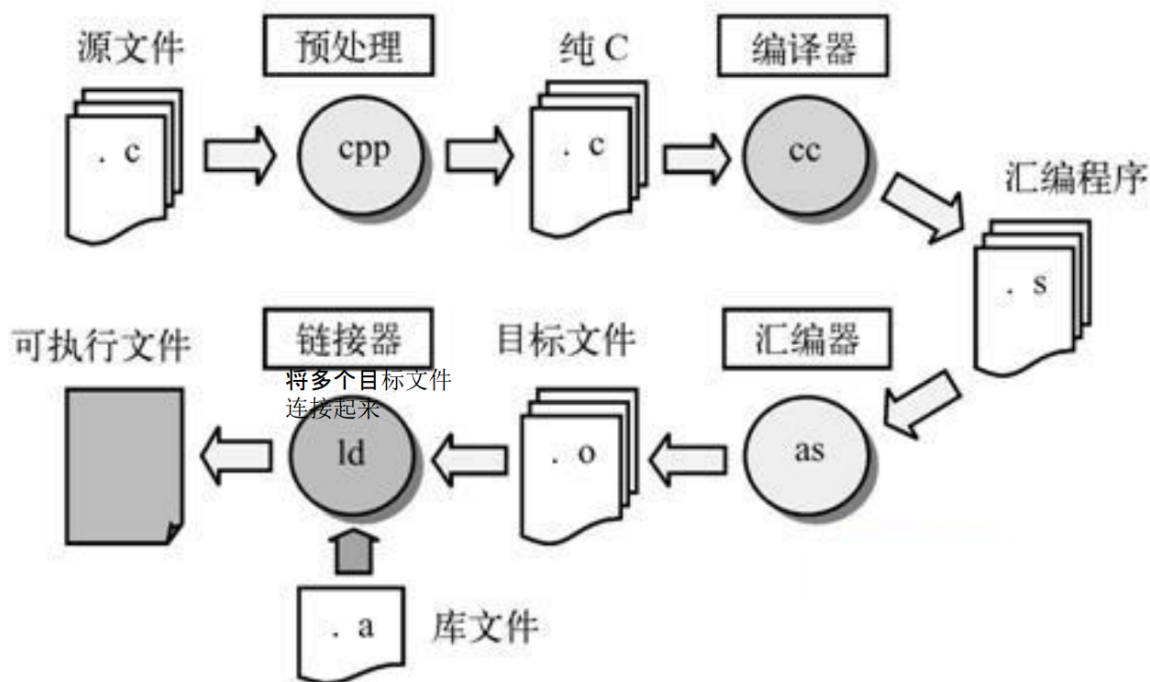 源文件
预处理
纯 C
编译器
. c
cpp
. c
cc
汇编程序
. s
可执行文件
链接器
目标文件
汇编器
将多个目标文件
连接起来
ld
. o
as
. a
库文件